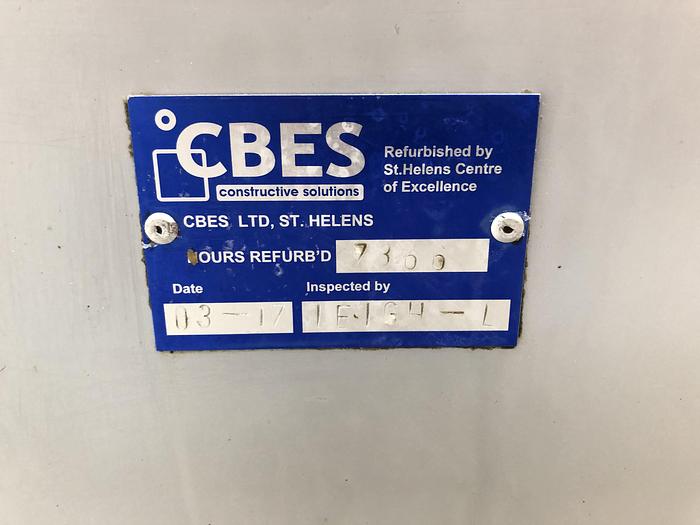 CBES
constructive solutions
Refurbished by
St.Helens Centre
of Excellence
CBES LTD, ST. HELENS
HOURS REFURB'D 7300
Date Inspected by
03-17 LEIGH-L